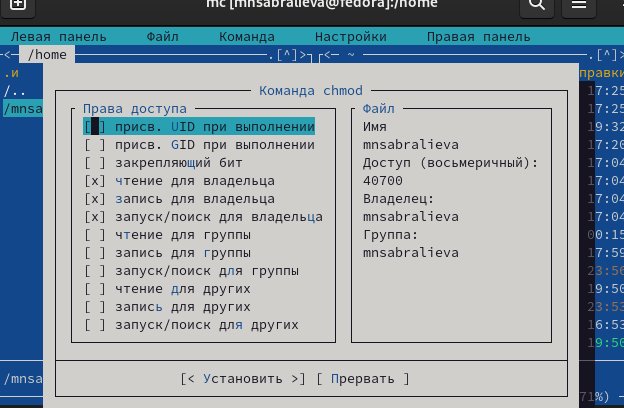 mc [mnsabralieva@fedora]:/home
Левая панель Файл Команда Настройки Правая панель
<— /home .[^]> <— ~ .[^]>
.и правки
/.. 17:25
/mnsa 17:25
Команда chmod
Права доступа
[ ] присв. UID при выполнении
[ ] присв. GID при выполнении
[ ] закрепляющий бит
[x] чтение для владельца
[x] запись для владельца
[x] запуск/поиск для владельца
[ ] чтение для группы
[ ] запись для группы
[ ] запуск/поиск для группы
[ ] чтение для других
[ ] запись для других
[ ] запуск/поиск для других
Файл
Имя
mnsabralieva
Доступ (восьмеричный):
40700
Владелец:
mnsabralieva
Группа:
mnsabralieva
19:32
17:20
17:04
17:04
17:04
17:04
00:15
17:59
23:56
19:50
23:53
16:53
19:50
[< Установить >] [ Прервать ]
/mnsa
71%)